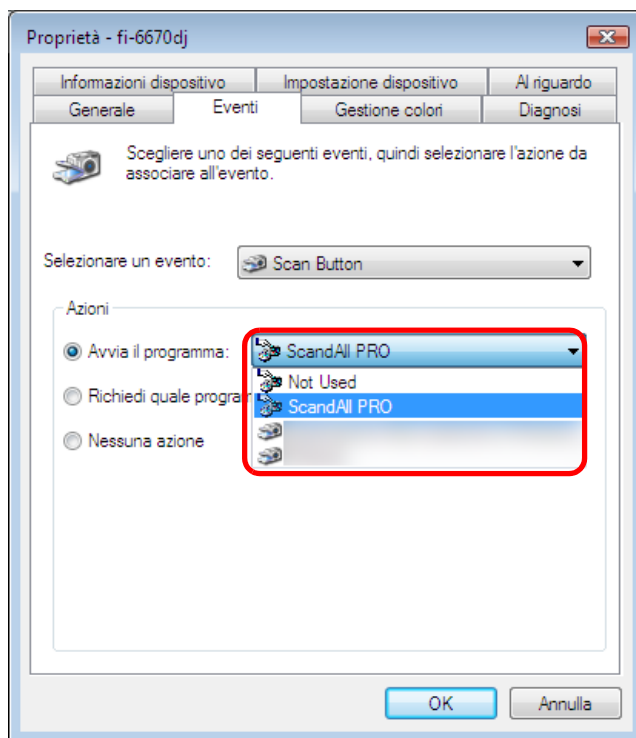 Proprietà - fi-6670dj
Informazioni dispositivo Impostazione dispositivo Al riguardo
Generale Eventi Gestione colori Diagnosi
Scegliere uno dei seguenti eventi, quindi selezionare l'azione da
associare all'evento.
Selezionare un evento: Scan Button
Azioni
Avvia il programma: ScandAll PRO
Not Used
Richiedi quale ScandAll PRO
Nessuna azione
OK Annulla